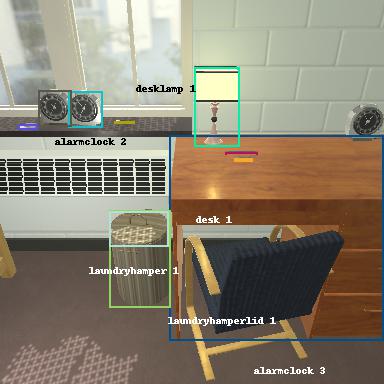 desklamp 1
alarmclock 2
desk 1
laundryhamper 1
laundryhamperlid 1
alarmclock 3